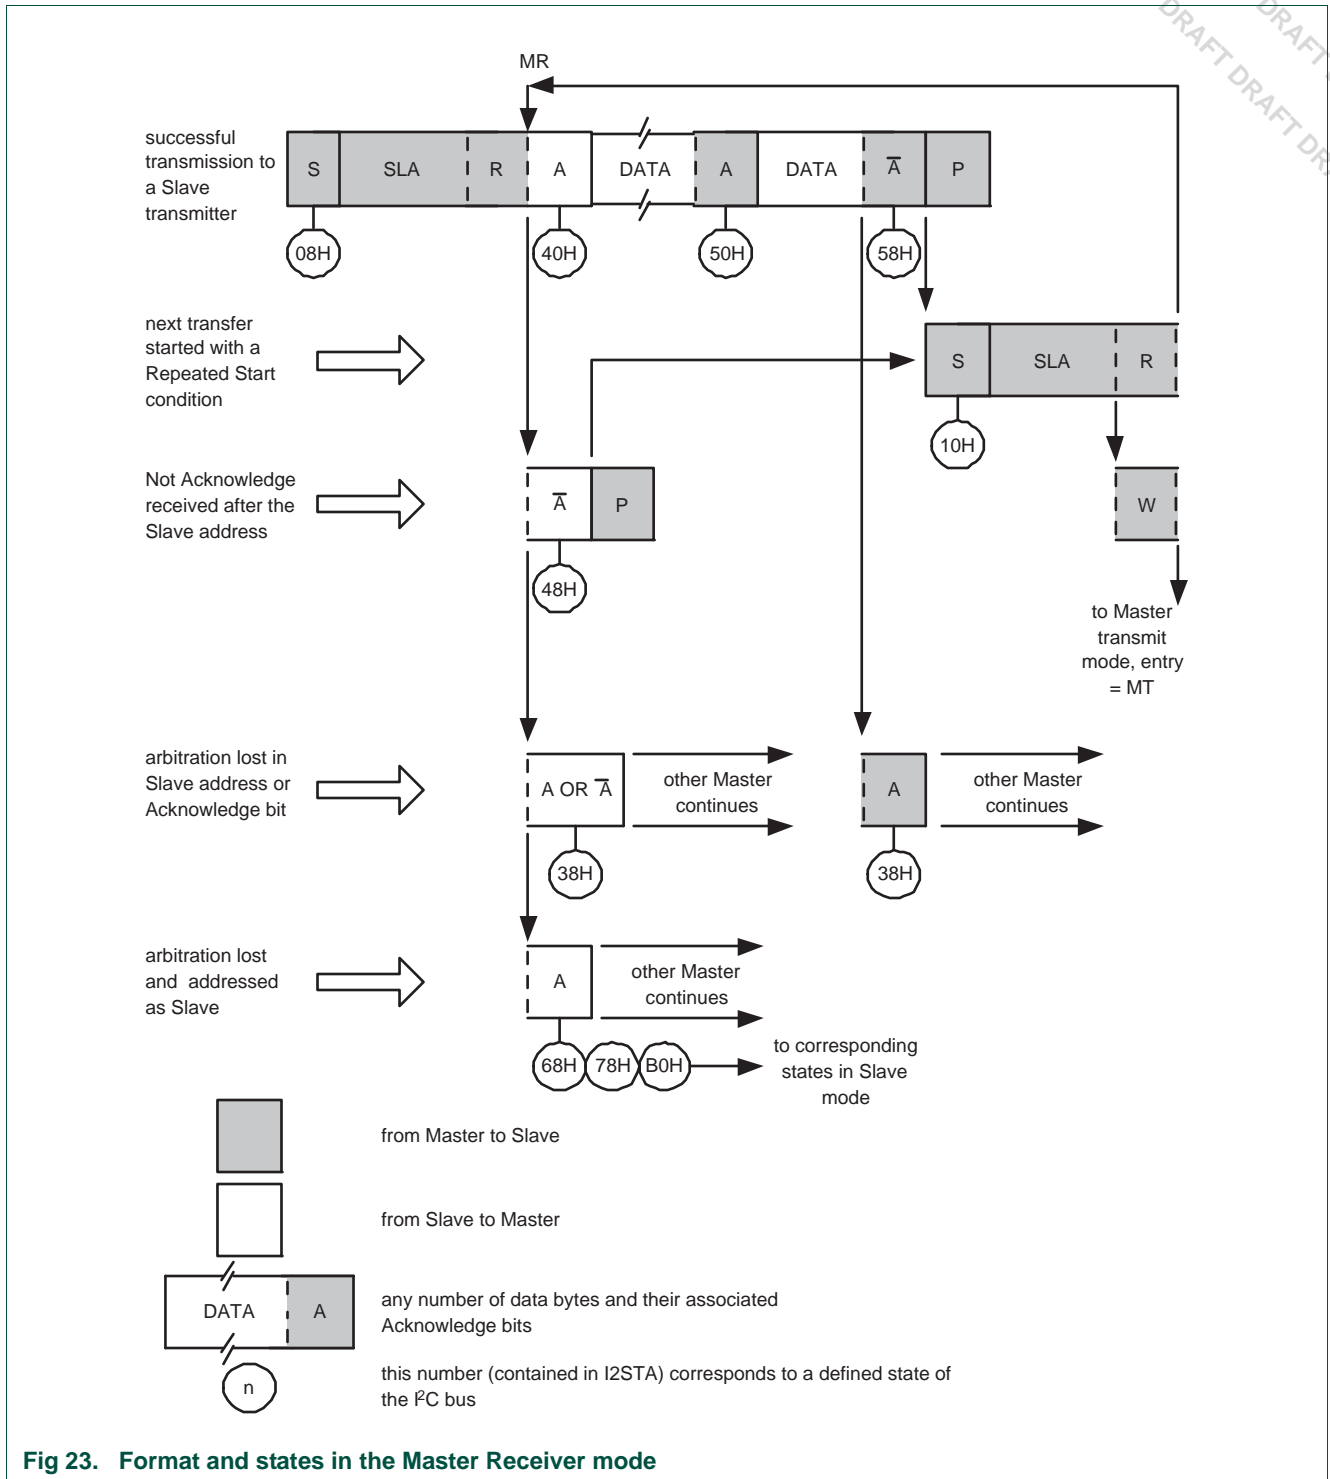 DRAFT DRAFT DR
DRAFT
MR
successful
transmission to
a Slave
transmitter
S
SLA
R
A
DATA
A
DATA
A̅
P
08H
40H
50H
58H
next transfer
started with a
Repeated Start
condition
S
SLA
R
10H
Not Acknowledge
received after the
Slave address
A̅
P
W
48H
to Master
transmit
mode, entry
= MT
arbitration lost in
Slave address or
Acknowledge bit
A OR A̅
other Master
continues
A
other Master
continues
38H
38H
arbitration lost
and addressed
as Slave
A
other Master
continues
68H
78H
B0H
to corresponding
states in Slave
mode
from Master to Slave
from Slave to Master
DATA
A
any number of data bytes and their associated
Acknowledge bits
n
this number (contained in I2STA) corresponds to a defined state of
the I²C bus
Fig 23. Format and states in the Master Receiver mode